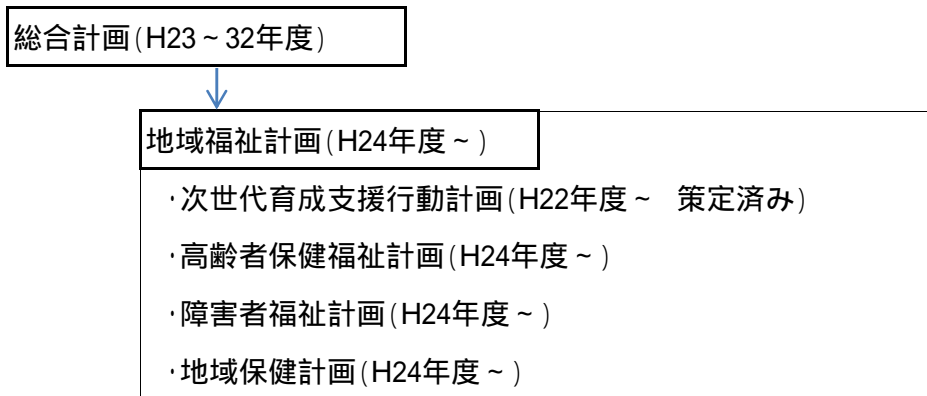 総合計画(H23～32年度)
地域福祉計画(H24年度～)
・次世代育成支援行動計画(H22年度～　策定済み)
・高齢者保健福祉計画(H24年度～)
・障害者福祉計画(H24年度～)
・地域保健計画(H24年度～)